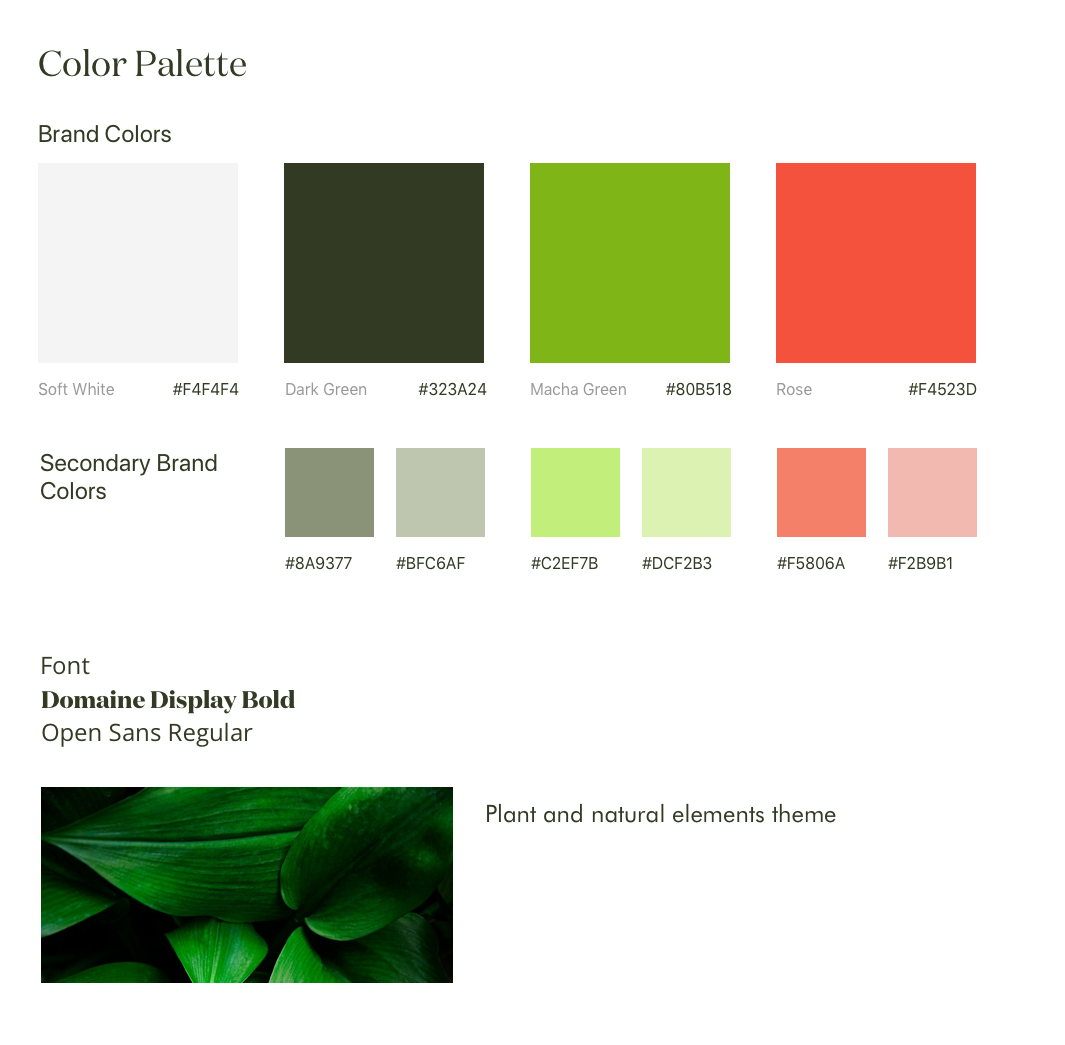 Color Palette
Brand Colors
Soft White #F4F4F4 Dark Green #323A24 Macha Green #80B518 Rose #F4523D
Secondary Brand
Colors
#8A9377 #BFC6AF #C2EF7B #DCF2B3 #F5806A #F2B9B1
Font
Domaine Display Bold
Open Sans Regular
Plant and natural elements theme